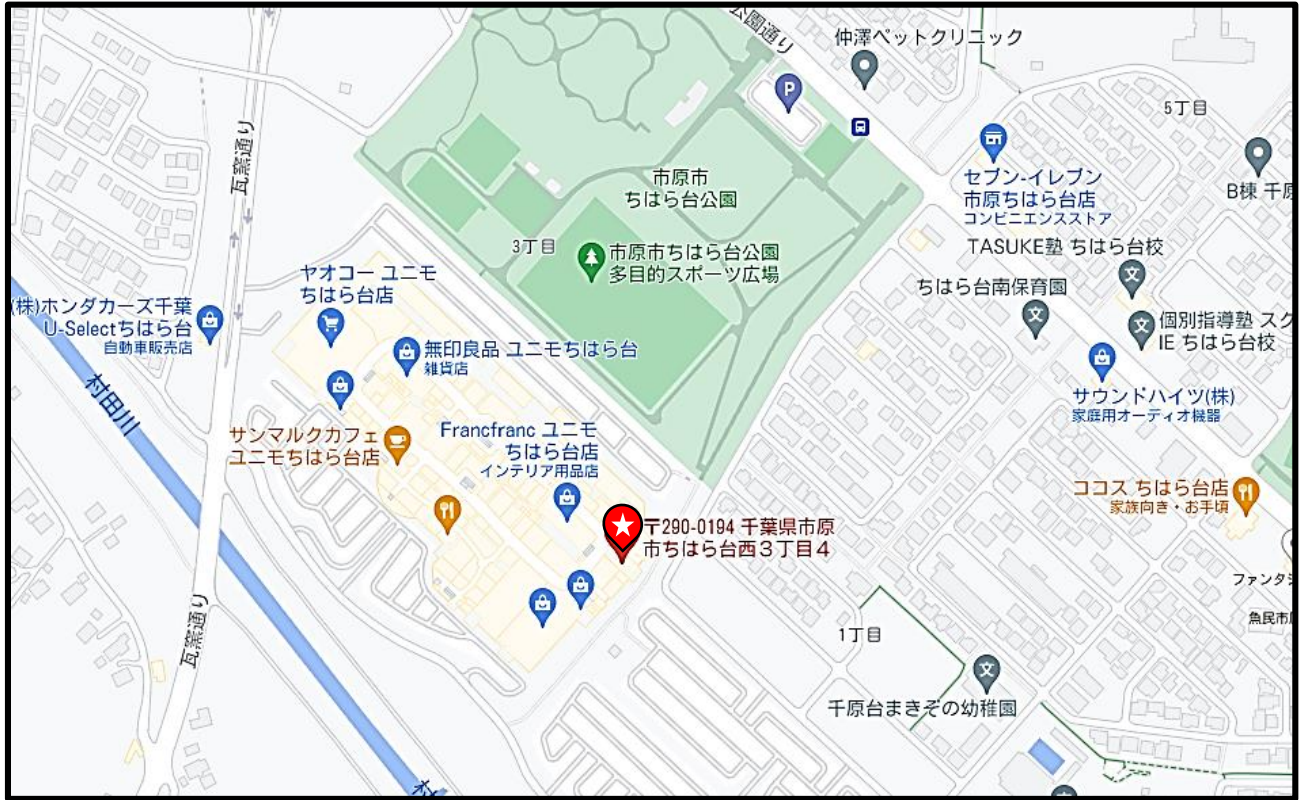 公園通り
仲澤ペットクリニック
P
5丁目
瓦窯通り
セブン-イレブン
市原ちはら台店
コンビニエンスストア
B棟 千原
市原市
ちはら台公園
3丁目
市原市ちはら台公園
多目的スポーツ広場
TASUKE塾 ちはら台校
ヤオコー ユニモ
ちはら台店
ちはら台南保育園
文
文
(株)ホンダカーズ千葉
U-Selectちはら台
自動車販売店
個別指導塾 スク
IE ちはら台校
文
無印良品 ユニモちはら台
雑貨店
サウンドハイツ(株)
家庭用オーディオ機器
村田川
サンマルクカフェ
ユニモちはら台店
Francfranc ユニモ
ちはら台店
インテリア用品店
ココス ちはら台店
家族向き・お手頃
〒290-0194 千葉県市原
市ちはら台西3丁目4
ファンタジ
魚民市
瓦窯通り
1丁目
文
千原台まきぞの幼稚園
村